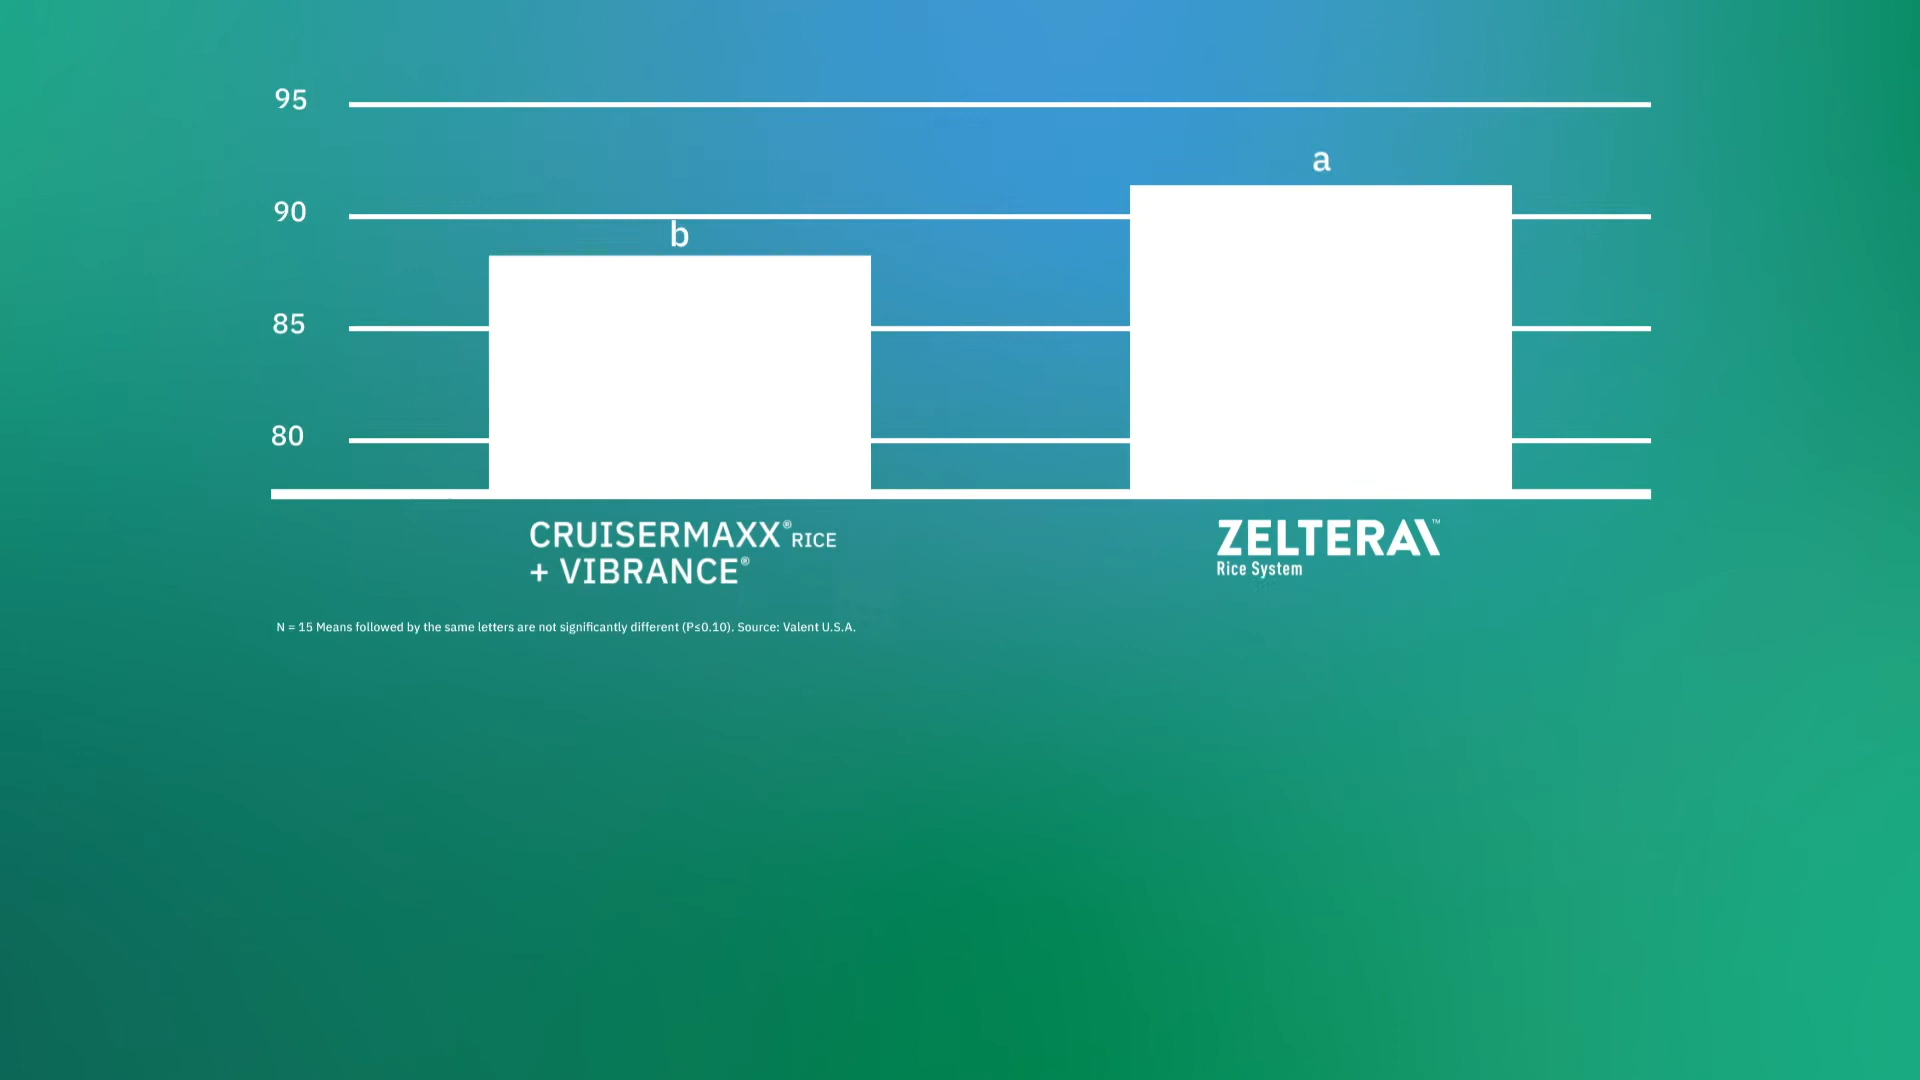 95
a
90
b
85
80
CRUISERMAXX® RICE
+ VIBRANCE®
ZELTERA™
Rice System
N = 15 Means followed by the same letters are not significantly different (P≤0.10). Source: Valent U.S.A.